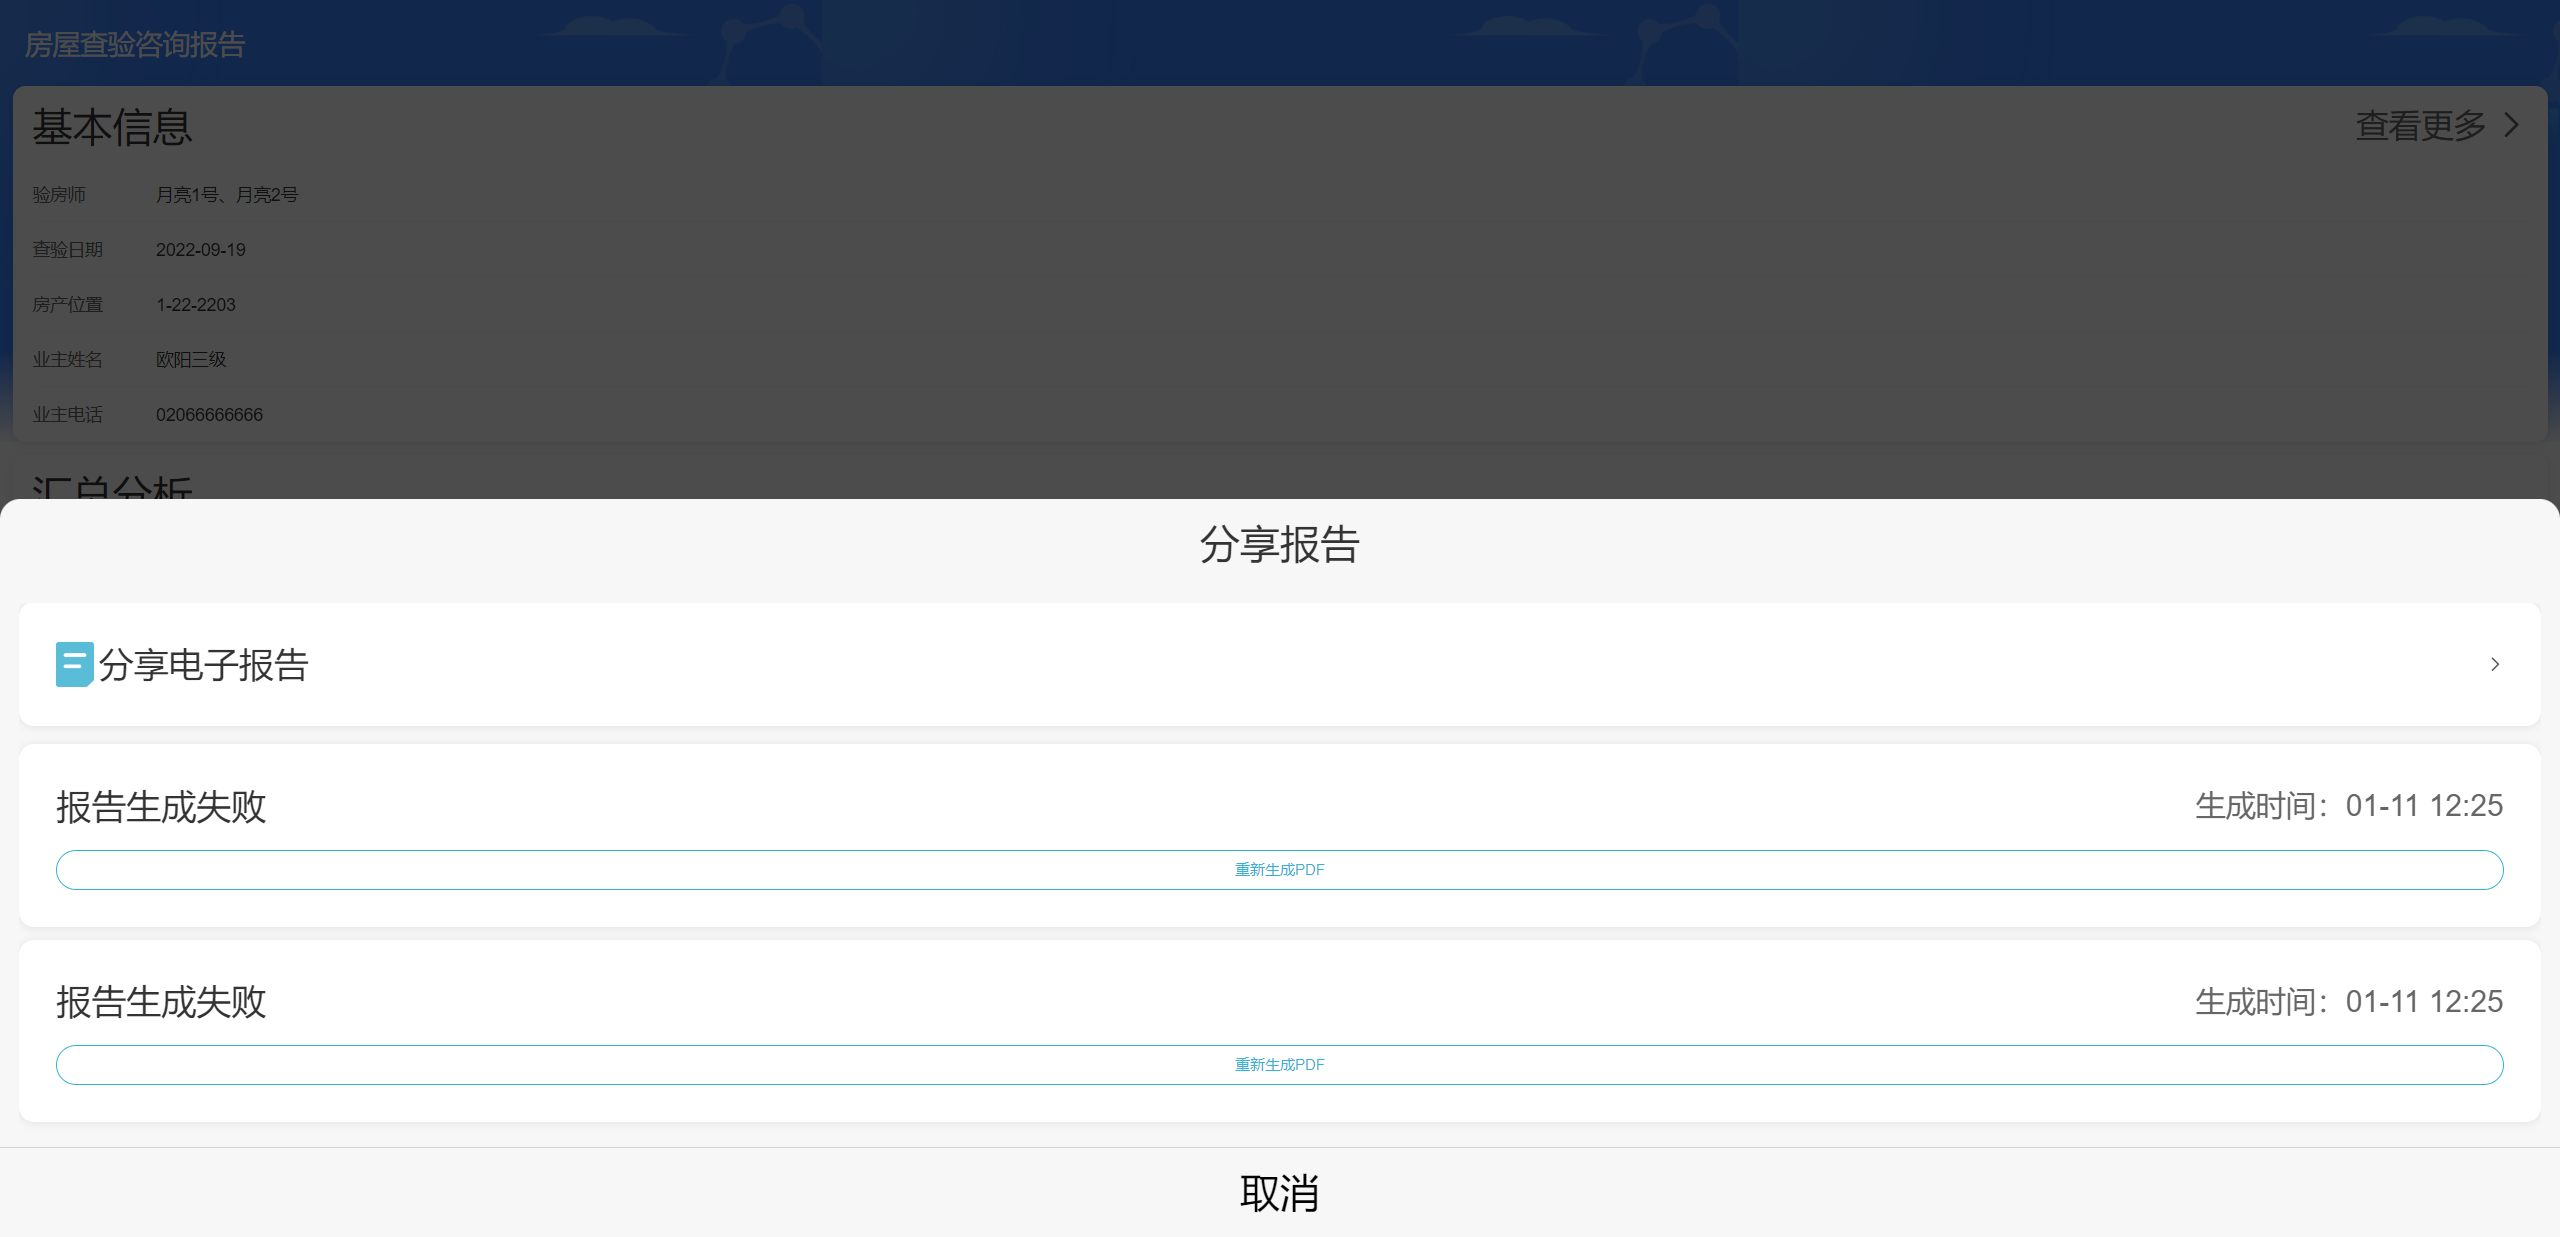 房屋查验咨询报告
基本信息
查看更多
验房师 月亮1号、月亮2号
查验日期 2022-09-19
房产位置 1-22-2203
业主姓名 欧阳三级
业主电话 02066666666
汇总分析
分享报告
分享电子报告
报告生成失败 生成时间：01-11 12:25
重新生成PDF
报告生成失败 生成时间：01-11 12:25
重新生成PDF
取消